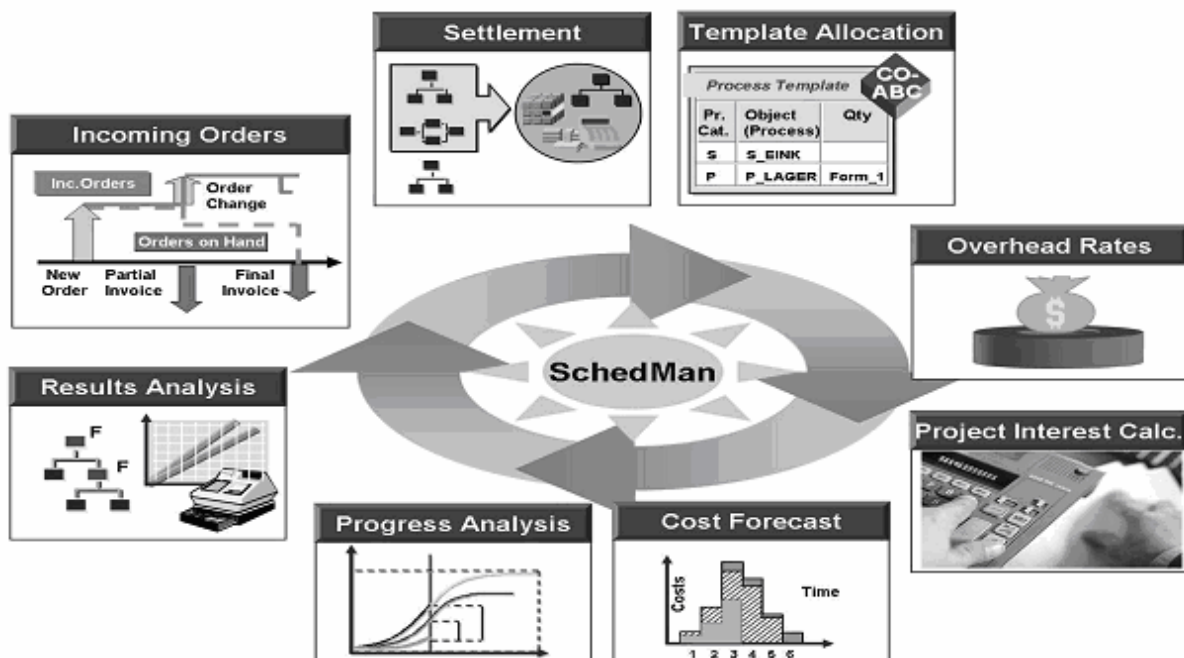 Settlement
Template Allocation
Process Template
CO-
ABC
Pr. Cat.
Object (Process)
Qty
S S_EINK
P P_LAGER Form_1
Incoming Orders
Inc.Orders
Order
Change
Orders on Hand
New
Order
Partial
Invoice
Final
Invoice
Overhead Rates
$
SchedMan
Results Analysis
F
F
Project Interest Calc.
Progress Analysis
Cost Forecast
Costs
Time
1 2 3 4 5 6